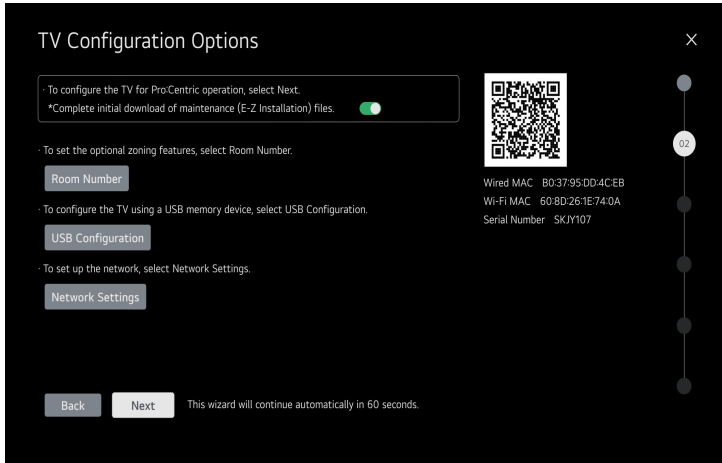 TV Configuration Options
X
· To configure the TV for Pro:Centric operation, select Next.
*Complete initial download of maintenance (E-Z Installation) files.
· To set the optional zoning features, select Room Number.
Room Number
· To configure the TV using a USB memory device, select USB Configuration.
USB Configuration
· To set up the network, select Network Settings.
Network Settings
Wired MAC B0:37:95:DD:4C:EB
Wi-Fi MAC 60:8D:26:1E:74:0A
Serial Number SKJY107
02
Back
Next
This wizard will continue automatically in 60 seconds.